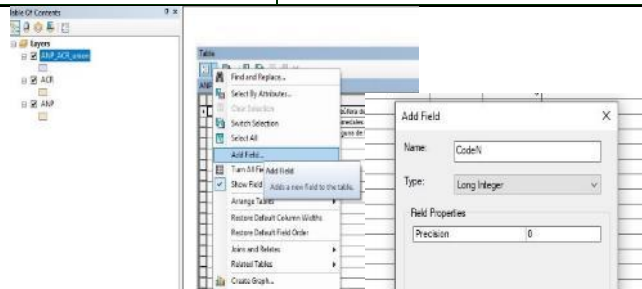 Table Of Contents
Layers
ANP_ACR_union
ACR
ANP
Table
Find and Replace...
Select By Attributes...
Clear Selection
Switch Selection
Select All
Add Field...
Turn All Fie
Add Field
Show Field
Adds a new field to the table.
Arrange Tables
Restore Default Column Widths
Restore Default Field Order
Joins and Relates
Related Tables
Create Graph...
Add Field
Name:
CodeN
Type:
Long Integer
Field Properties
Precision
0